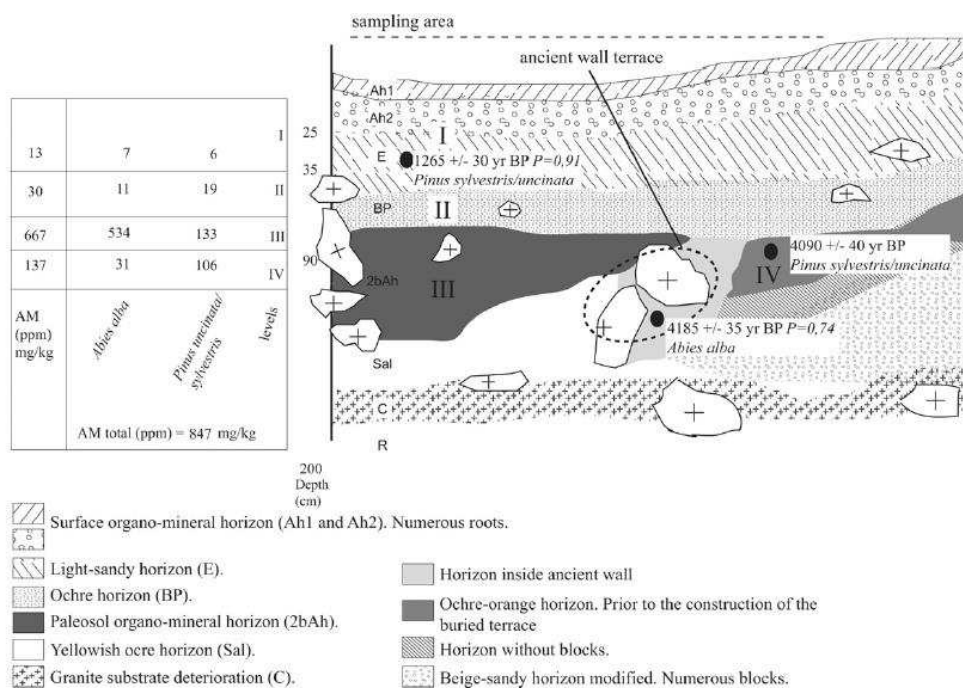 sampling area
ancient wall terrace
Ah1
Ah2
I
25
I
13 7 6
E
1265 +/- 30 yr BP P=0,91
35
Pinus sylvestris/uncinata
30 11 19 II
BP
II
667 534 133 III
4090 +/- 40 yr BP
90
IV
Pinus sylvestris/uncinata
137 31 106 IV
2bAh
III
4185 +/- 35 yr BP P=0,74
Abies alba
AM
(ppm)
mg/kg
Abies alba
Pinus uncinata/
sylvestris
levels
Sal
C
AM total (ppm) = 847 mg/kg
R
200
Depth
(cm)
Surface organo-mineral horizon (Ah1 and Ah2). Numerous roots.
Light-sandy horizon (E).
Ochre horizon (BP).
Paleosol organo-mineral horizon (2bAh).
Yellowish ocre horizon (Sal).
Granite substrate deterioration (C).
Horizon inside ancient wall
Ochre-orange horizon. Prior to the construction of the
buried terrace
Horizon without blocks.
Beige-sandy horizon modified. Numerous blocks.